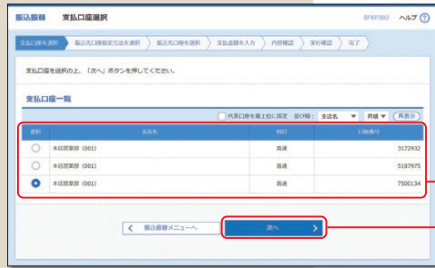 振込振替 支払口座選択 BFKF003 ヘルプ ?
支払口座を選択 振込先口座指定方法を選択 振込先口座を選択 支払金額を入力 内容確認 実行確認 完了
支払口座を選択の上、「次へ」ボタンを押してください。
支払口座一覧
代表口座を最上位に固定 並び順： 支店名 昇順 再表示
選択 支店名 科目 口座番号
本店営業部 (001) 普通 3172932
本店営業部 (001) 普通 5187975
本店営業部 (001) 普通 7500134
振込振替メニューへ 次へ